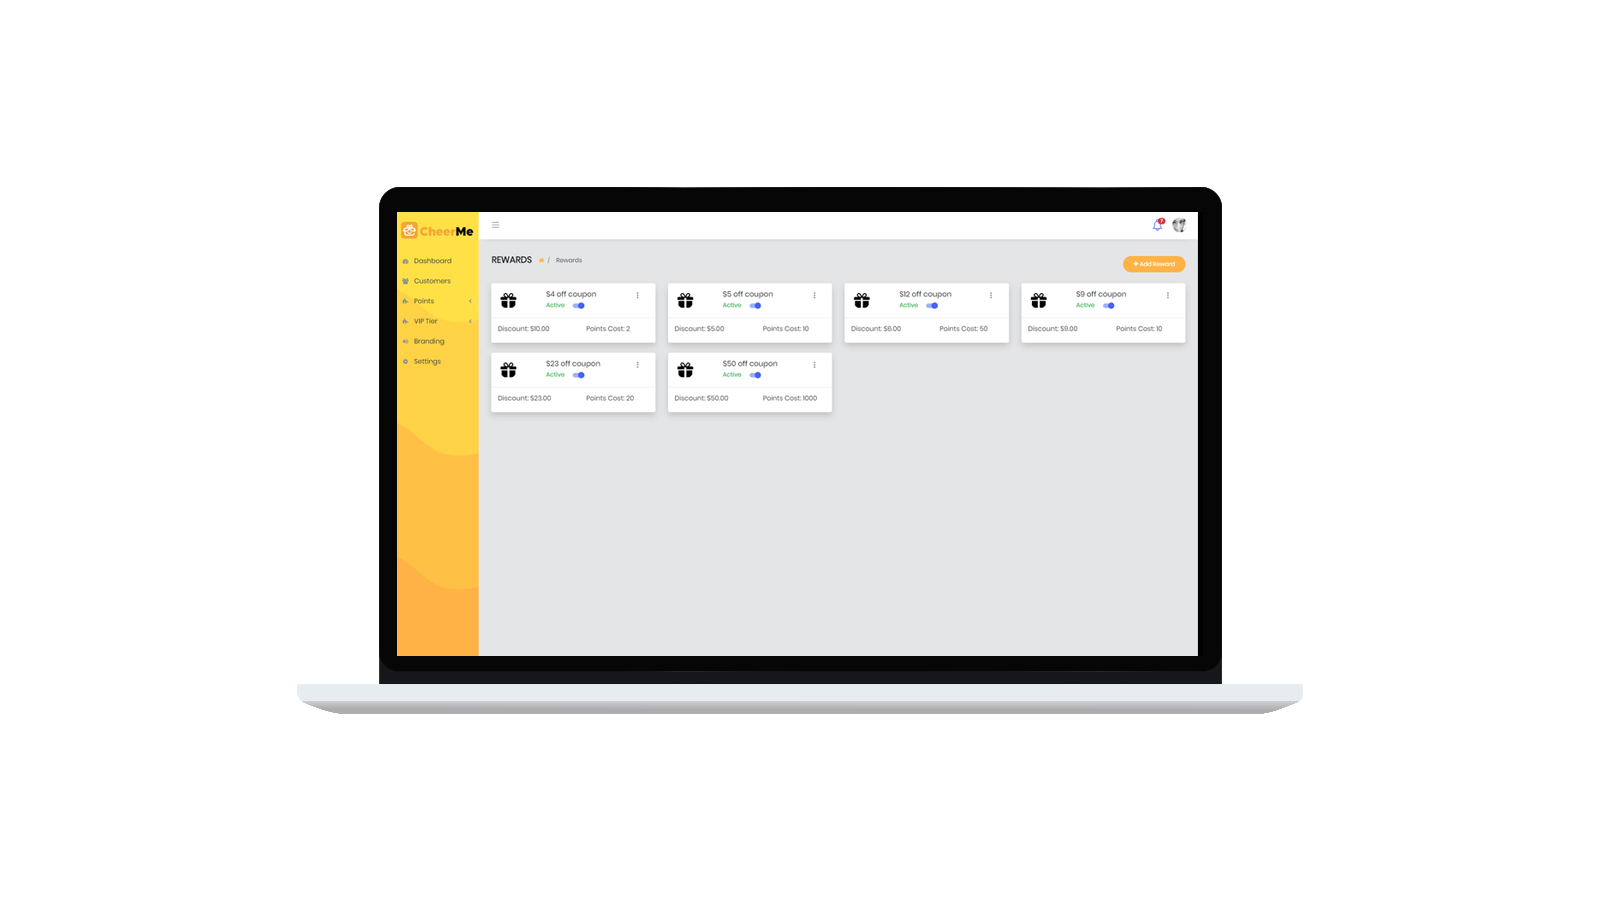 CheerMe
7
Dashboard
Customers
Points
VIP Tier
Branding
Settings
REWARDS / Rewards
+ Add Reward
$4 off coupon
Active
Discount: $10.00 Points Cost: 2
$5 off coupon
Active
Discount: $5.00 Points Cost: 10
$12 off coupon
Active
Discount: $6.00 Points Cost: 50
$9 off coupon
Active
Discount: $9.00 Points Cost: 10
$23 off coupon
Active
Discount: $23.00 Points Cost: 20
$50 off coupon
Active
Discount: $50.00 Points Cost: 1000